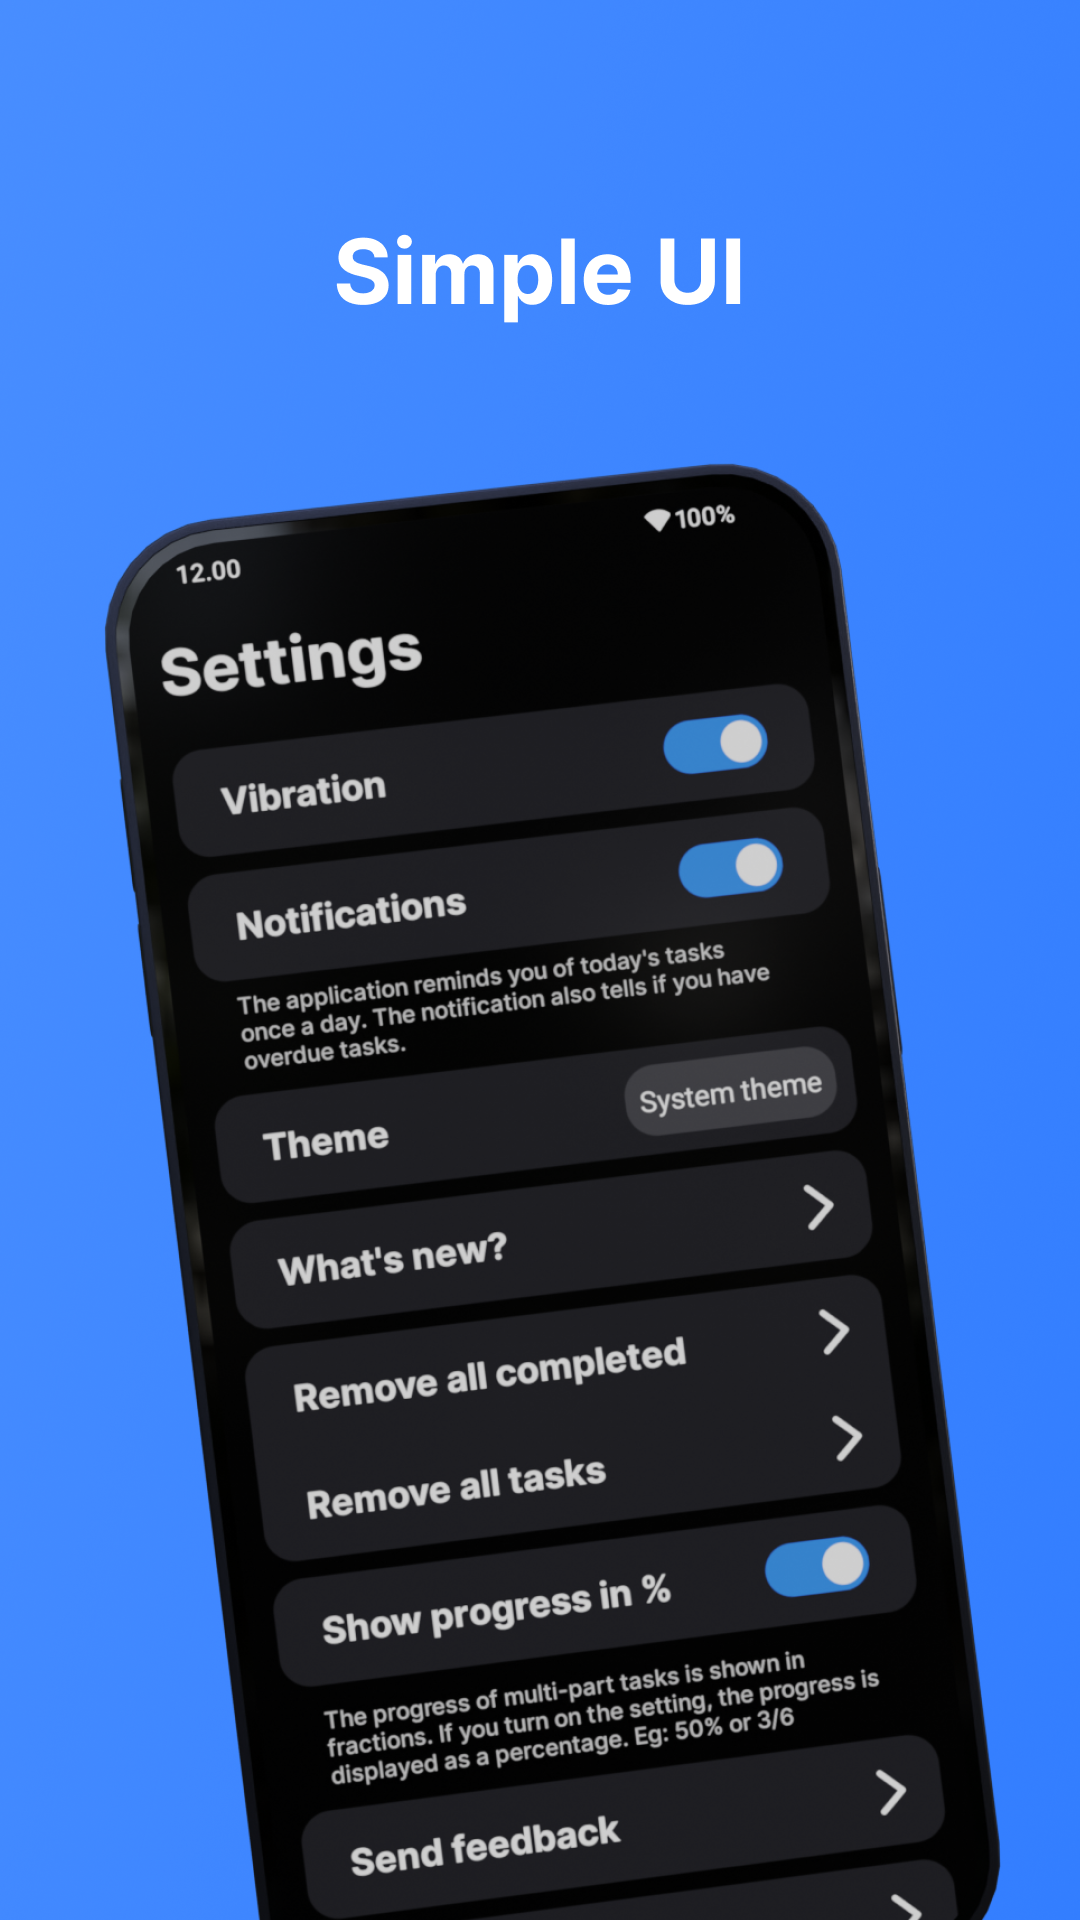 Simple UI
12.00
100%
Settings
Vibration
Notifications
The application reminds you of today's tasks
once a day. The notification also tells if you have
overdue tasks.
Theme
System theme
What's new?
Remove all completed
Remove all tasks
Show progress in %
The progress of multi-part tasks is shown in
fractions. If you turn on the setting, the progress is
displayed as a percentage. Eg: 50% or 3/6
Send feedback